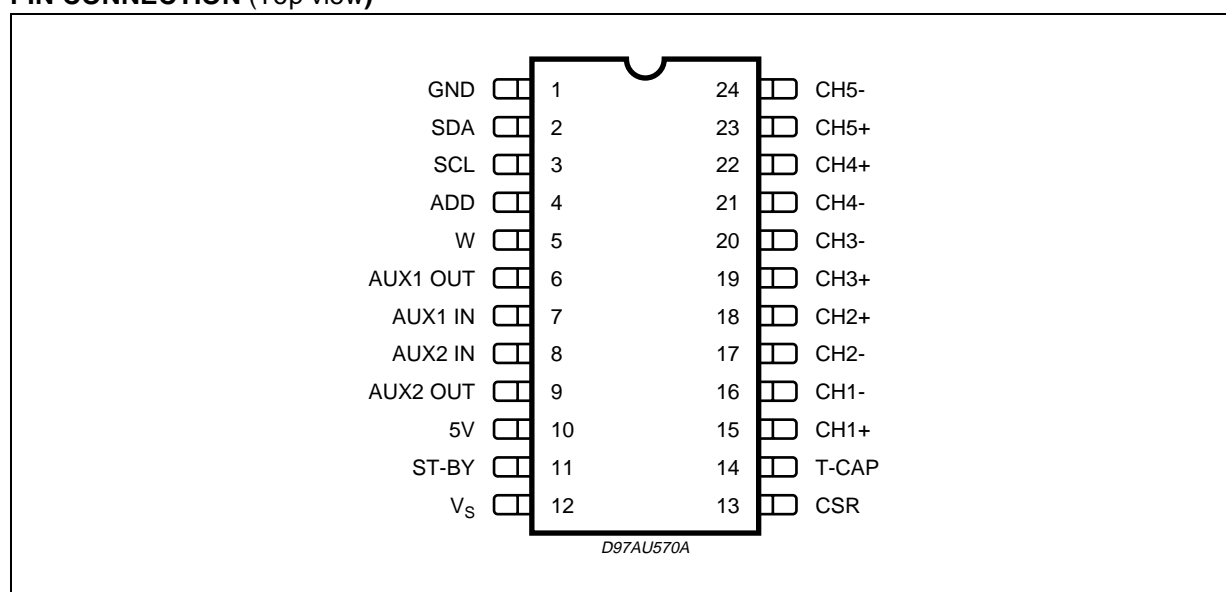 PIN CONNECTION (Top view)
GND 1 24 CH5-
SDA 2 23 CH5+
SCL 3 22 CH4+
ADD 4 21 CH4-
W 5 20 CH3-
AUX1 OUT 6 19 CH3+
AUX1 IN 7 18 CH2+
AUX2 IN 8 17 CH2-
AUX2 OUT 9 16 CH1-
5V 10 15 CH1+
ST-BY 11 14 T-CAP
VS 12 13 CSR
D97AU570A